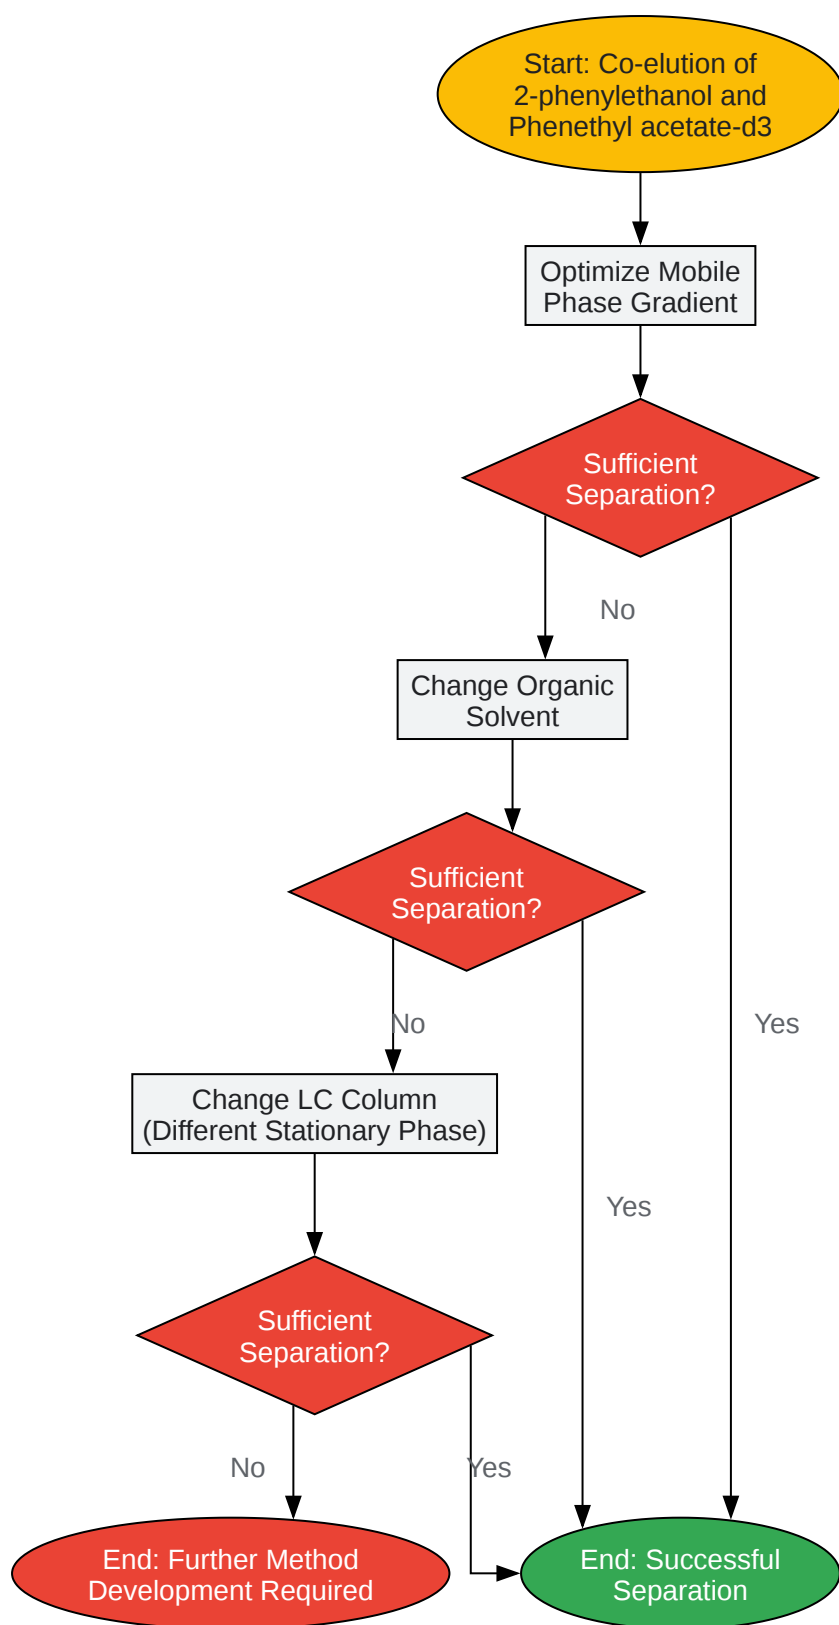 Start: Co-elution of
2-phenylethanol and
Phenethyl acetate-d3
Optimize Mobile
Phase Gradient
Sufficient
Separation?
No
Change Organic
Solvent
Sufficient
Separation?
No
Yes
Change LC Column
(Different Stationary Phase)
Yes
Sufficient
Separation?
No
Yes
End: Further Method
Development Required
End: Successful
Separation